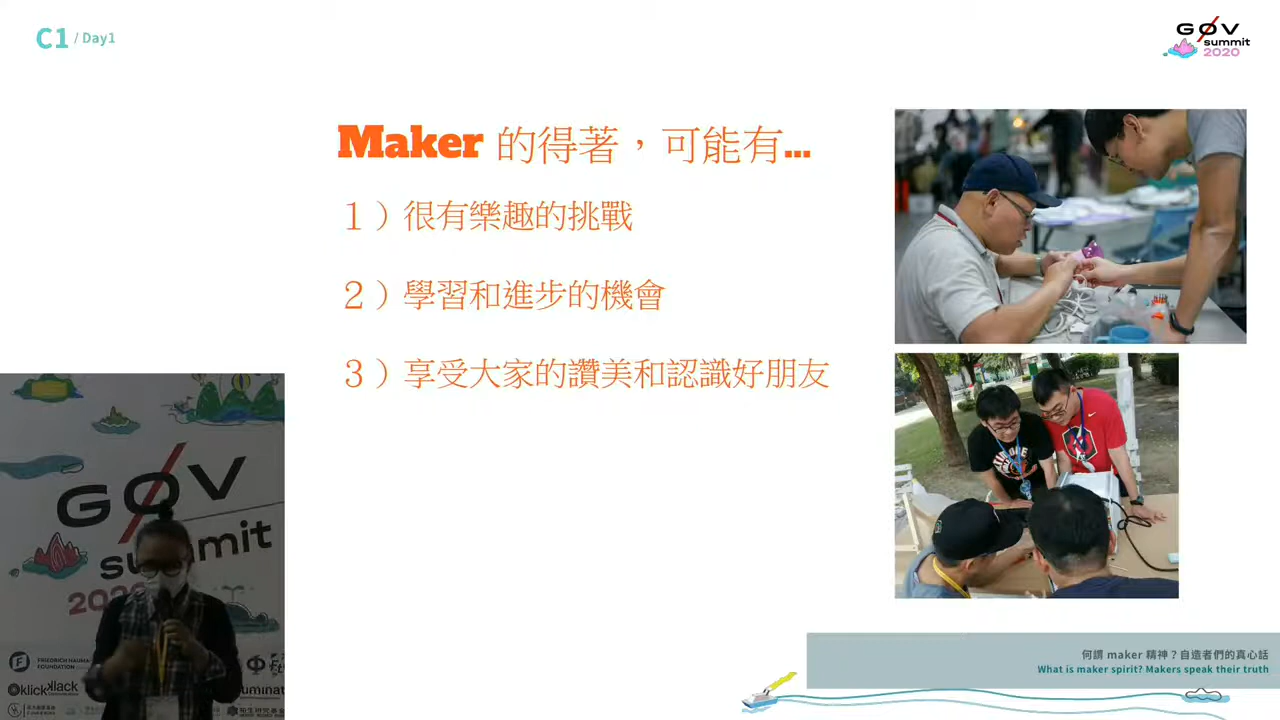 C1 / Day1
GØV
summit
2020
Maker 的得著，可能有...
１）很有樂趣的挑戰
２）學習和進步的機會
３）享受大家的讚美和認識好朋友
GØV
summit
2020
klickklack
何謂 maker 精神？自造者們的真心話
What is maker spirit? Makers speak their truth